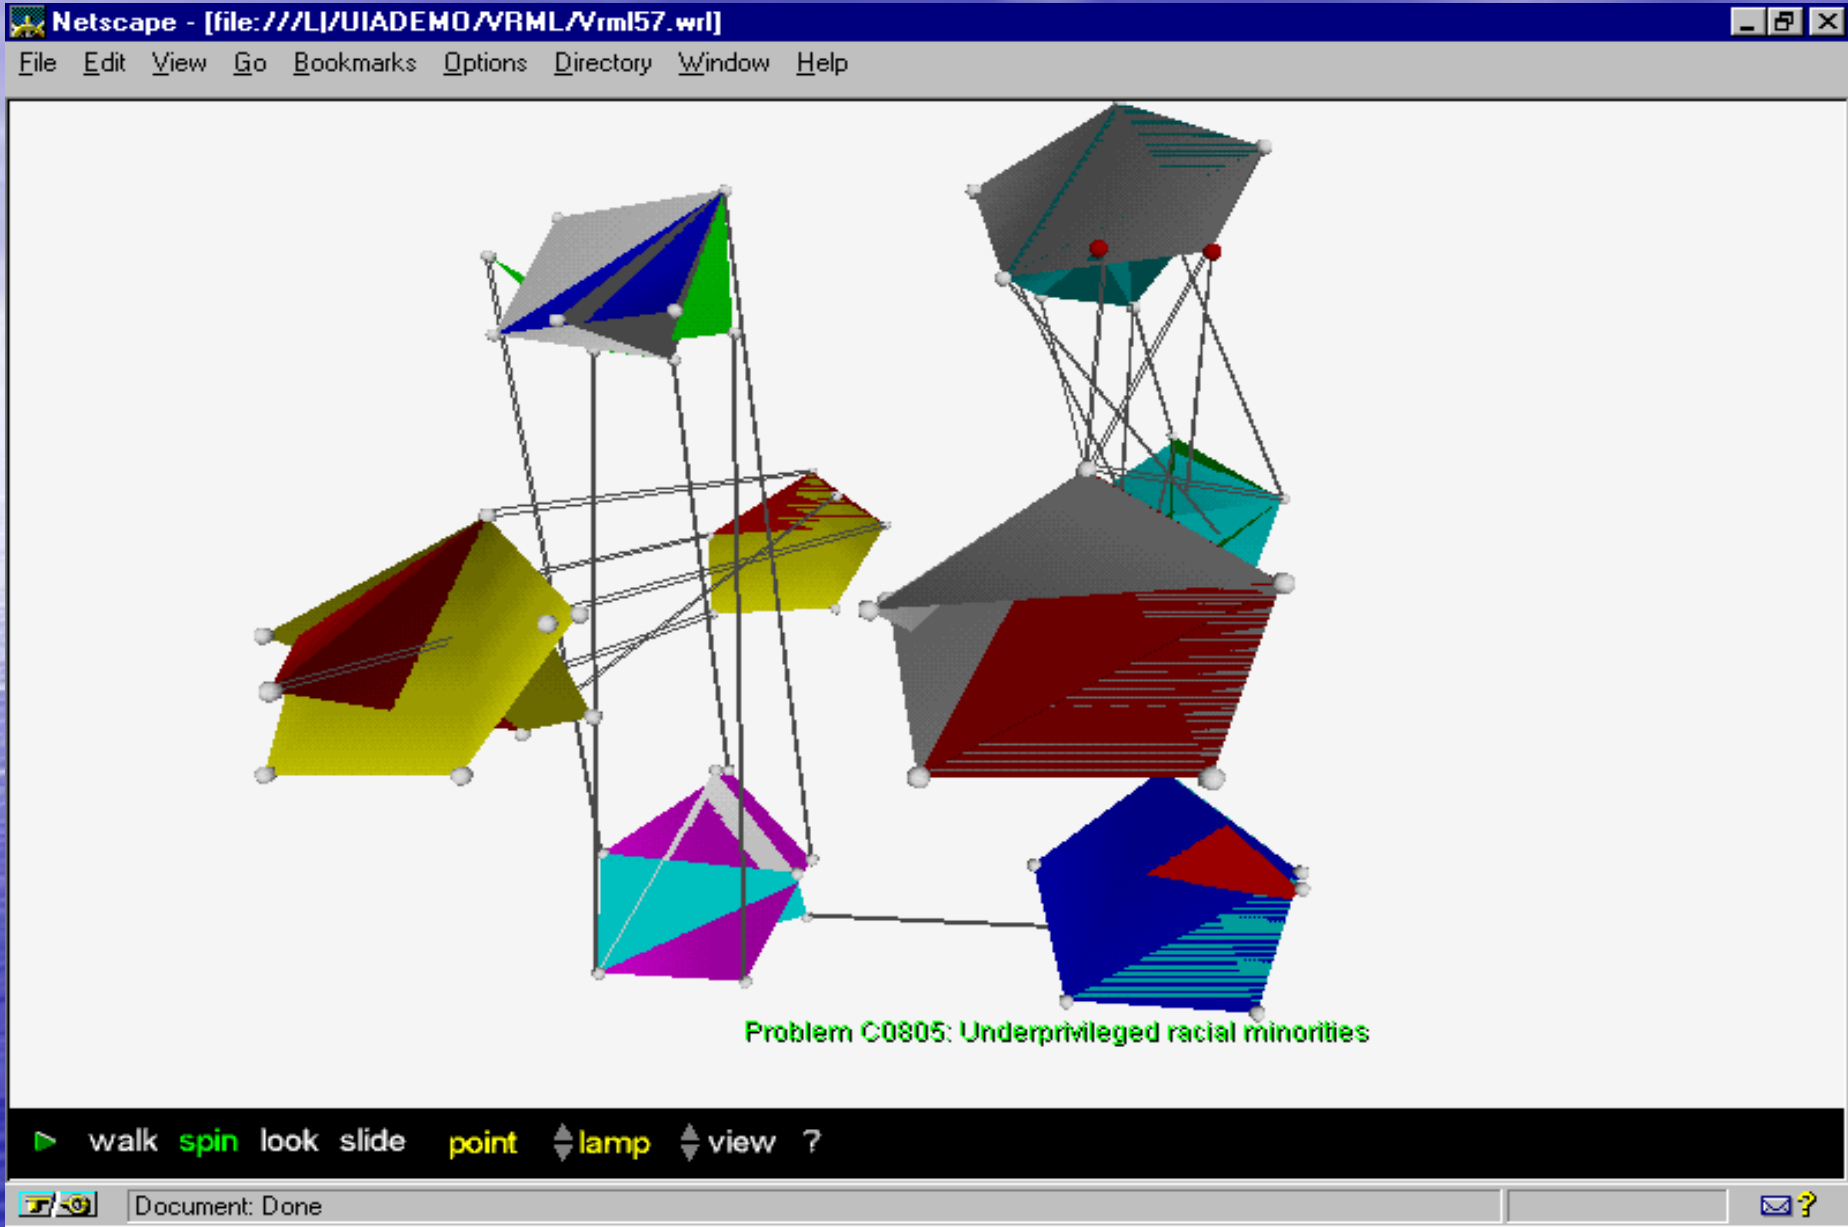 Netscape - [file:///L|/UIADEMO/VRML/Vrml57.wrl]
File Edit View Go Bookmarks Options Directory Window Help
Problem C0805: Underprivileged racial minorities
walk spin look slide point lamp view ?
Document: Done